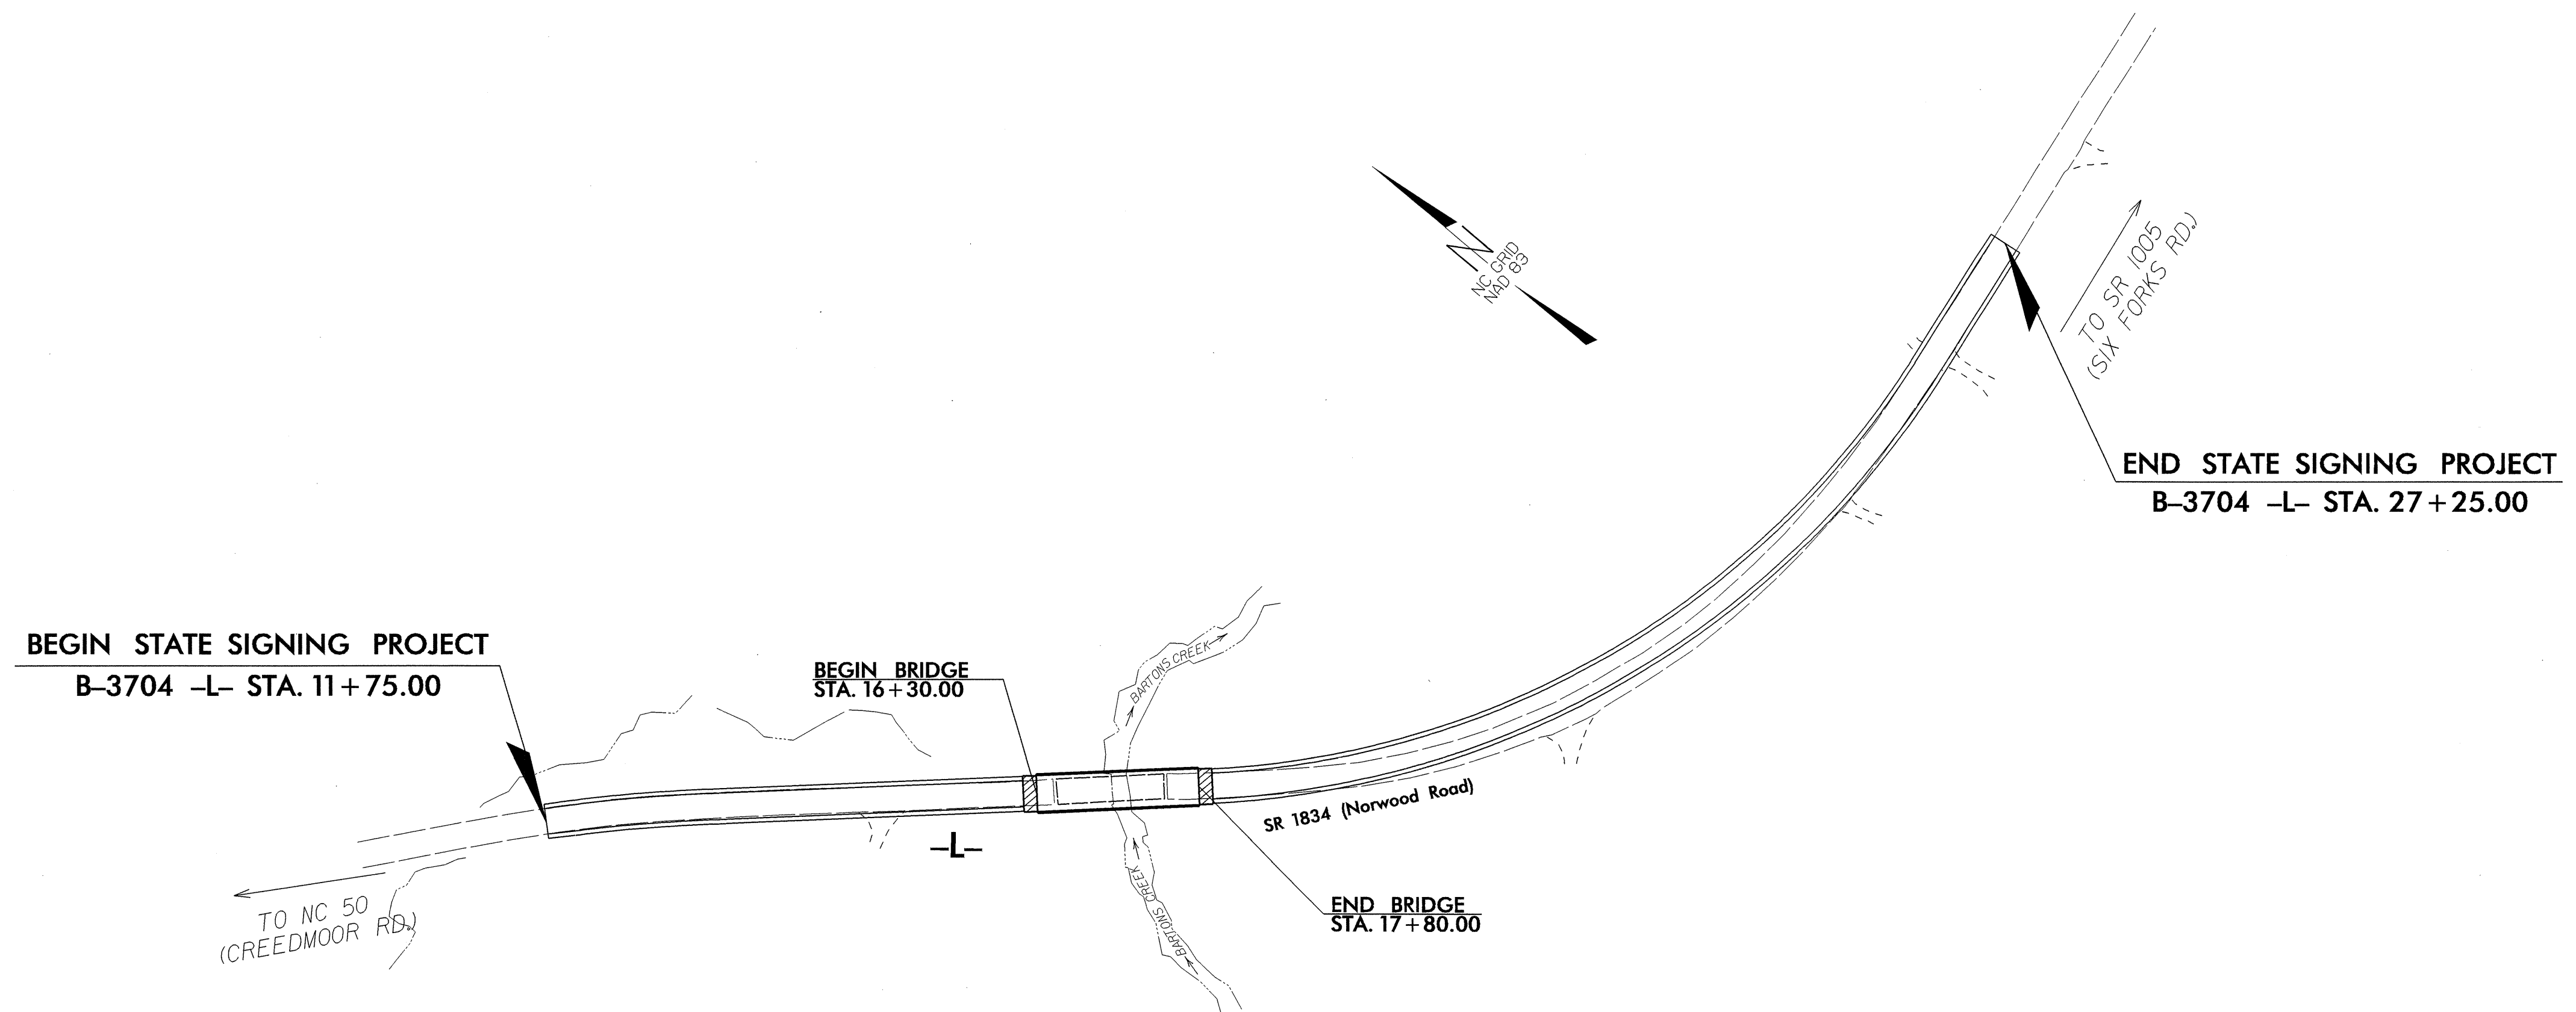 NC GRID
NAD 83
TO SR 1005
(SIX FORKS RD.)
END STATE SIGNING PROJECT
B–3704 –L– STA. 27+25.00
BEGIN STATE SIGNING PROJECT
B–3704 –L– STA. 11+75.00
BEGIN BRIDGE
STA. 16+30.00
BARTONS CREEK
SR 1834 (Norwood Road)
–L–
BARTONS CREEK
END BRIDGE
STA. 17+80.00
TO NC 50
(CREEDMOOR RD.)
N